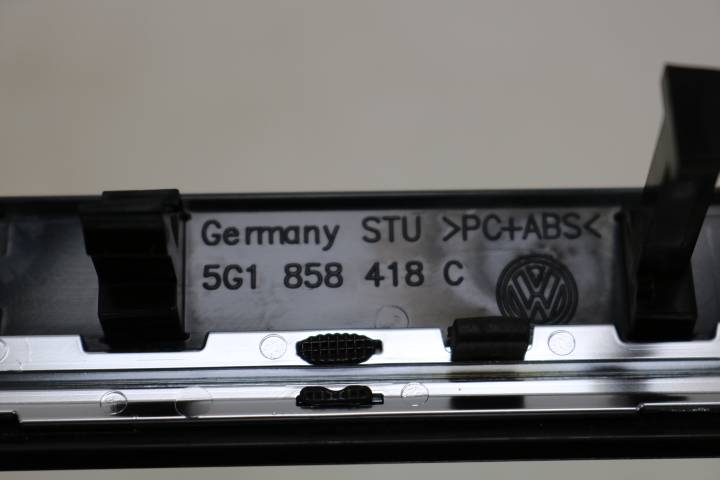 Germany STU >PC+ABS<
5G1 858 418 C